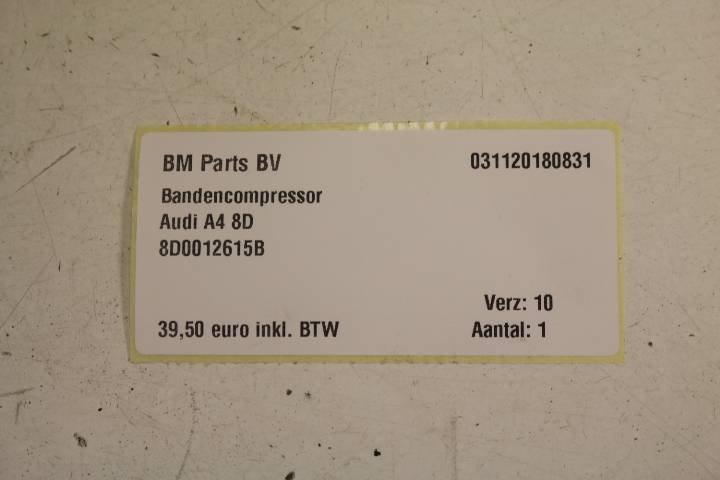 BM Parts BV 031120180831
Bandencompressor
Audi A4 8D
8D0012615B
Verz: 10
39,50 euro inkl. BTW Aantal: 1